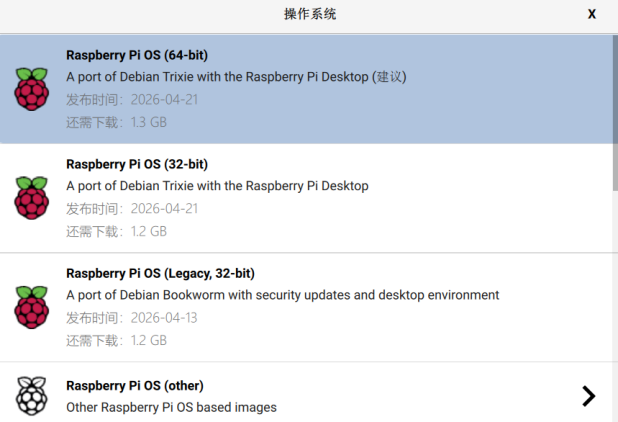 操作系统
X
Raspberry Pi OS (64-bit)
A port of Debian Trixie with the Raspberry Pi Desktop (建议)
发布时间：2026-04-21
还需下载：1.3 GB
Raspberry Pi OS (32-bit)
A port of Debian Trixie with the Raspberry Pi Desktop
发布时间：2026-04-21
还需下载：1.2 GB
Raspberry Pi OS (Legacy, 32-bit)
A port of Debian Bookworm with security updates and desktop environment
发布时间：2026-04-13
还需下载：1.2 GB
Raspberry Pi OS (other)
Other Raspberry Pi OS based images